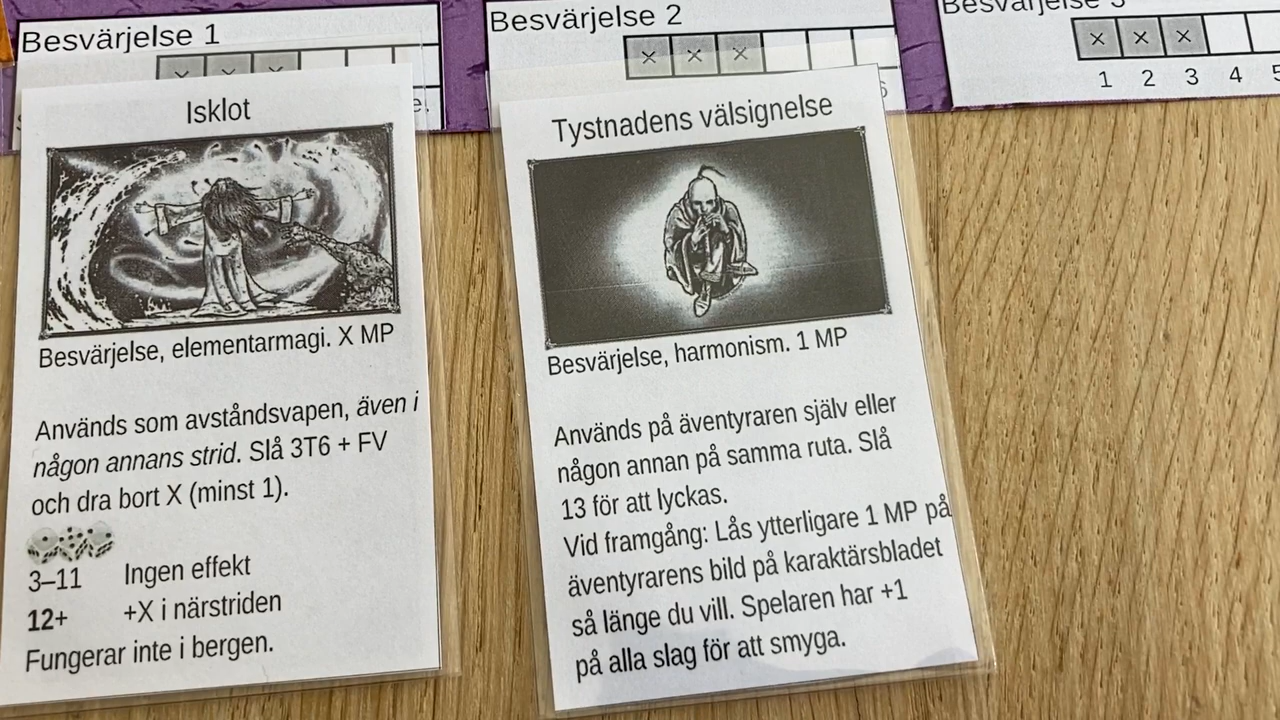 Besvärjelse 1
Besvärjelse 2
Besvärjelse 3
1 2 3 4 5
Isklot
Besvärjelse, elementarmagi. X MP
Används som avståndsvapen, även i
någon annans strid. Slå 3T6 + FV
och dra bort X (minst 1).
3–11 Ingen effekt
12+ +X i närstriden
Fungerar inte i bergen.
Tystnadens välsignelse
Besvärjelse, harmonism. 1 MP
Används på äventyraren själv eller
någon annan på samma ruta. Slå
13 för att lyckas.
Vid framgång: Lås ytterligare 1 MP på
äventyrarens bild på karaktärsbladet
så länge du vill. Spelaren har +1
på alla slag för att smyga.